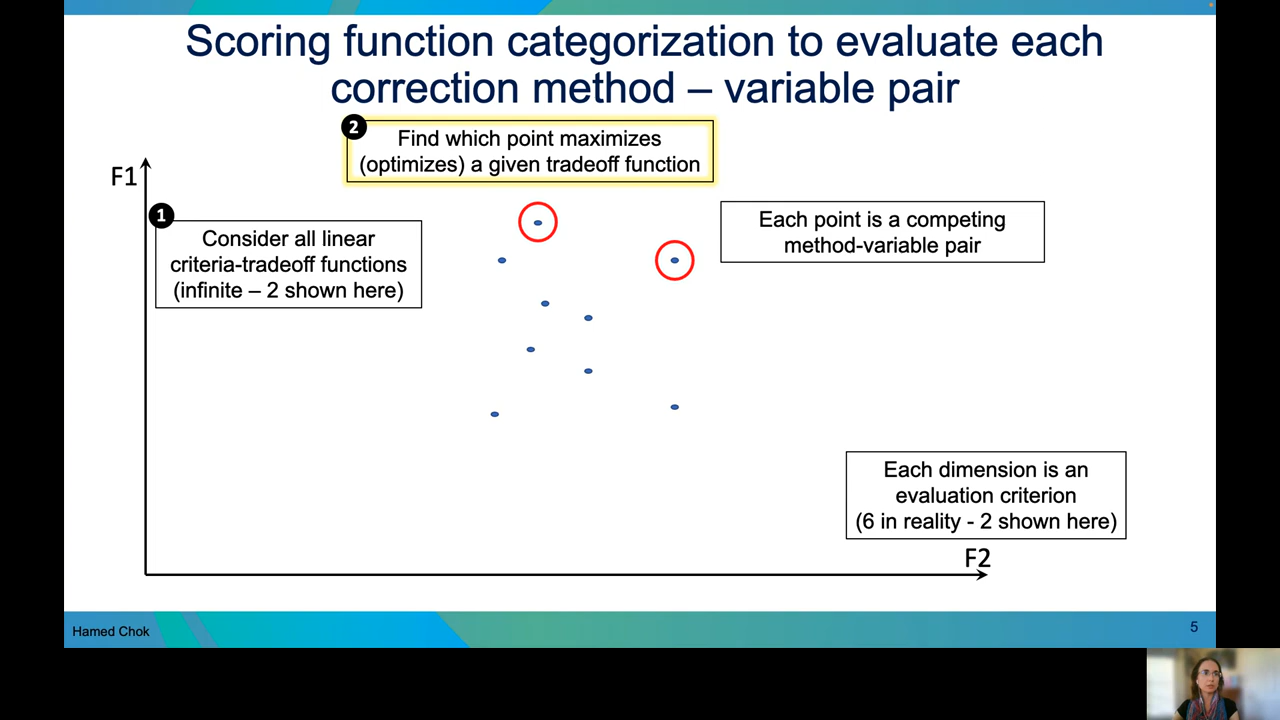 Scoring function categorization to evaluate each
correction method – variable pair
2
Find which point maximizes
(optimizes) a given tradeoff function
F1
1
Consider all linear
criteria-tradeoff functions
(infinite – 2 shown here)
Each point is a competing
method-variable pair
Each dimension is an
evaluation criterion
(6 in reality - 2 shown here)
F2
Hamed Chok
5